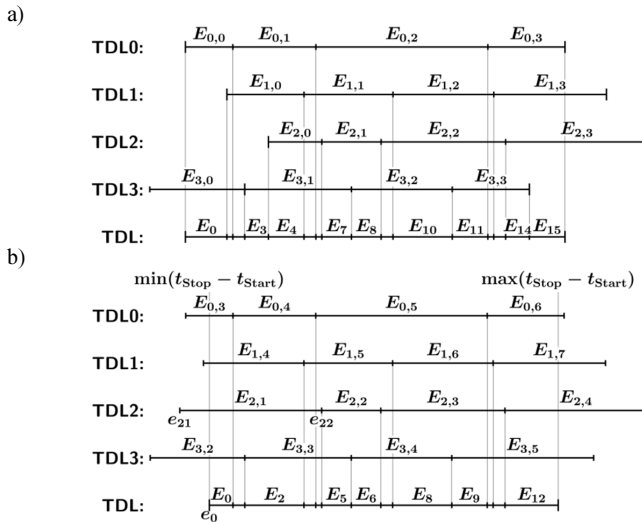 a)
TDL0: E0,0 E0,1 E0,2 E0,3
TDL1: E1,0 E1,1 E1,2 E1,3
TDL2: E2,0 E2,1 E2,2 E2,3
TDL3: E3,0 E3,1 E3,2 E3,3
TDL: E0 E3 E4 E7 E8 E10 E11 E14 E15
b)
min(tStop − tStart) max(tStop − tStart)
TDL0: E0,3 E0,4 E0,5 E0,6
TDL1: E1,4 E1,5 E1,6 E1,7
TDL2: E2,1 E2,2 E2,3 E2,4
e21 e22
TDL3: E3,2 E3,3 E3,4 E3,5
TDL: E0 E2 E5 E6 E8 E9 E12
e0